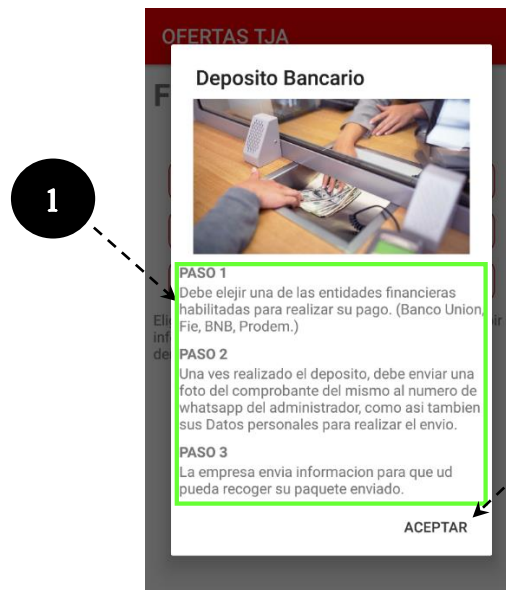 OFERTAS TJA
F
Deposito Bancario
1
PASO 1
Debe elejir una de las entidades financieras
habilitadas para realizar su pago. (Banco Union,
Fie, BNB, Prodem.)
PASO 2
Una ves realizado el deposito, debe enviar una
foto del comprobante del mismo al numero de
whatsapp del administrador, como asi tambien
sus Datos personales para realizar el envio.
PASO 3
La empresa envia informacion para que ud
pueda recoger su paquete enviado.
ACEPTAR